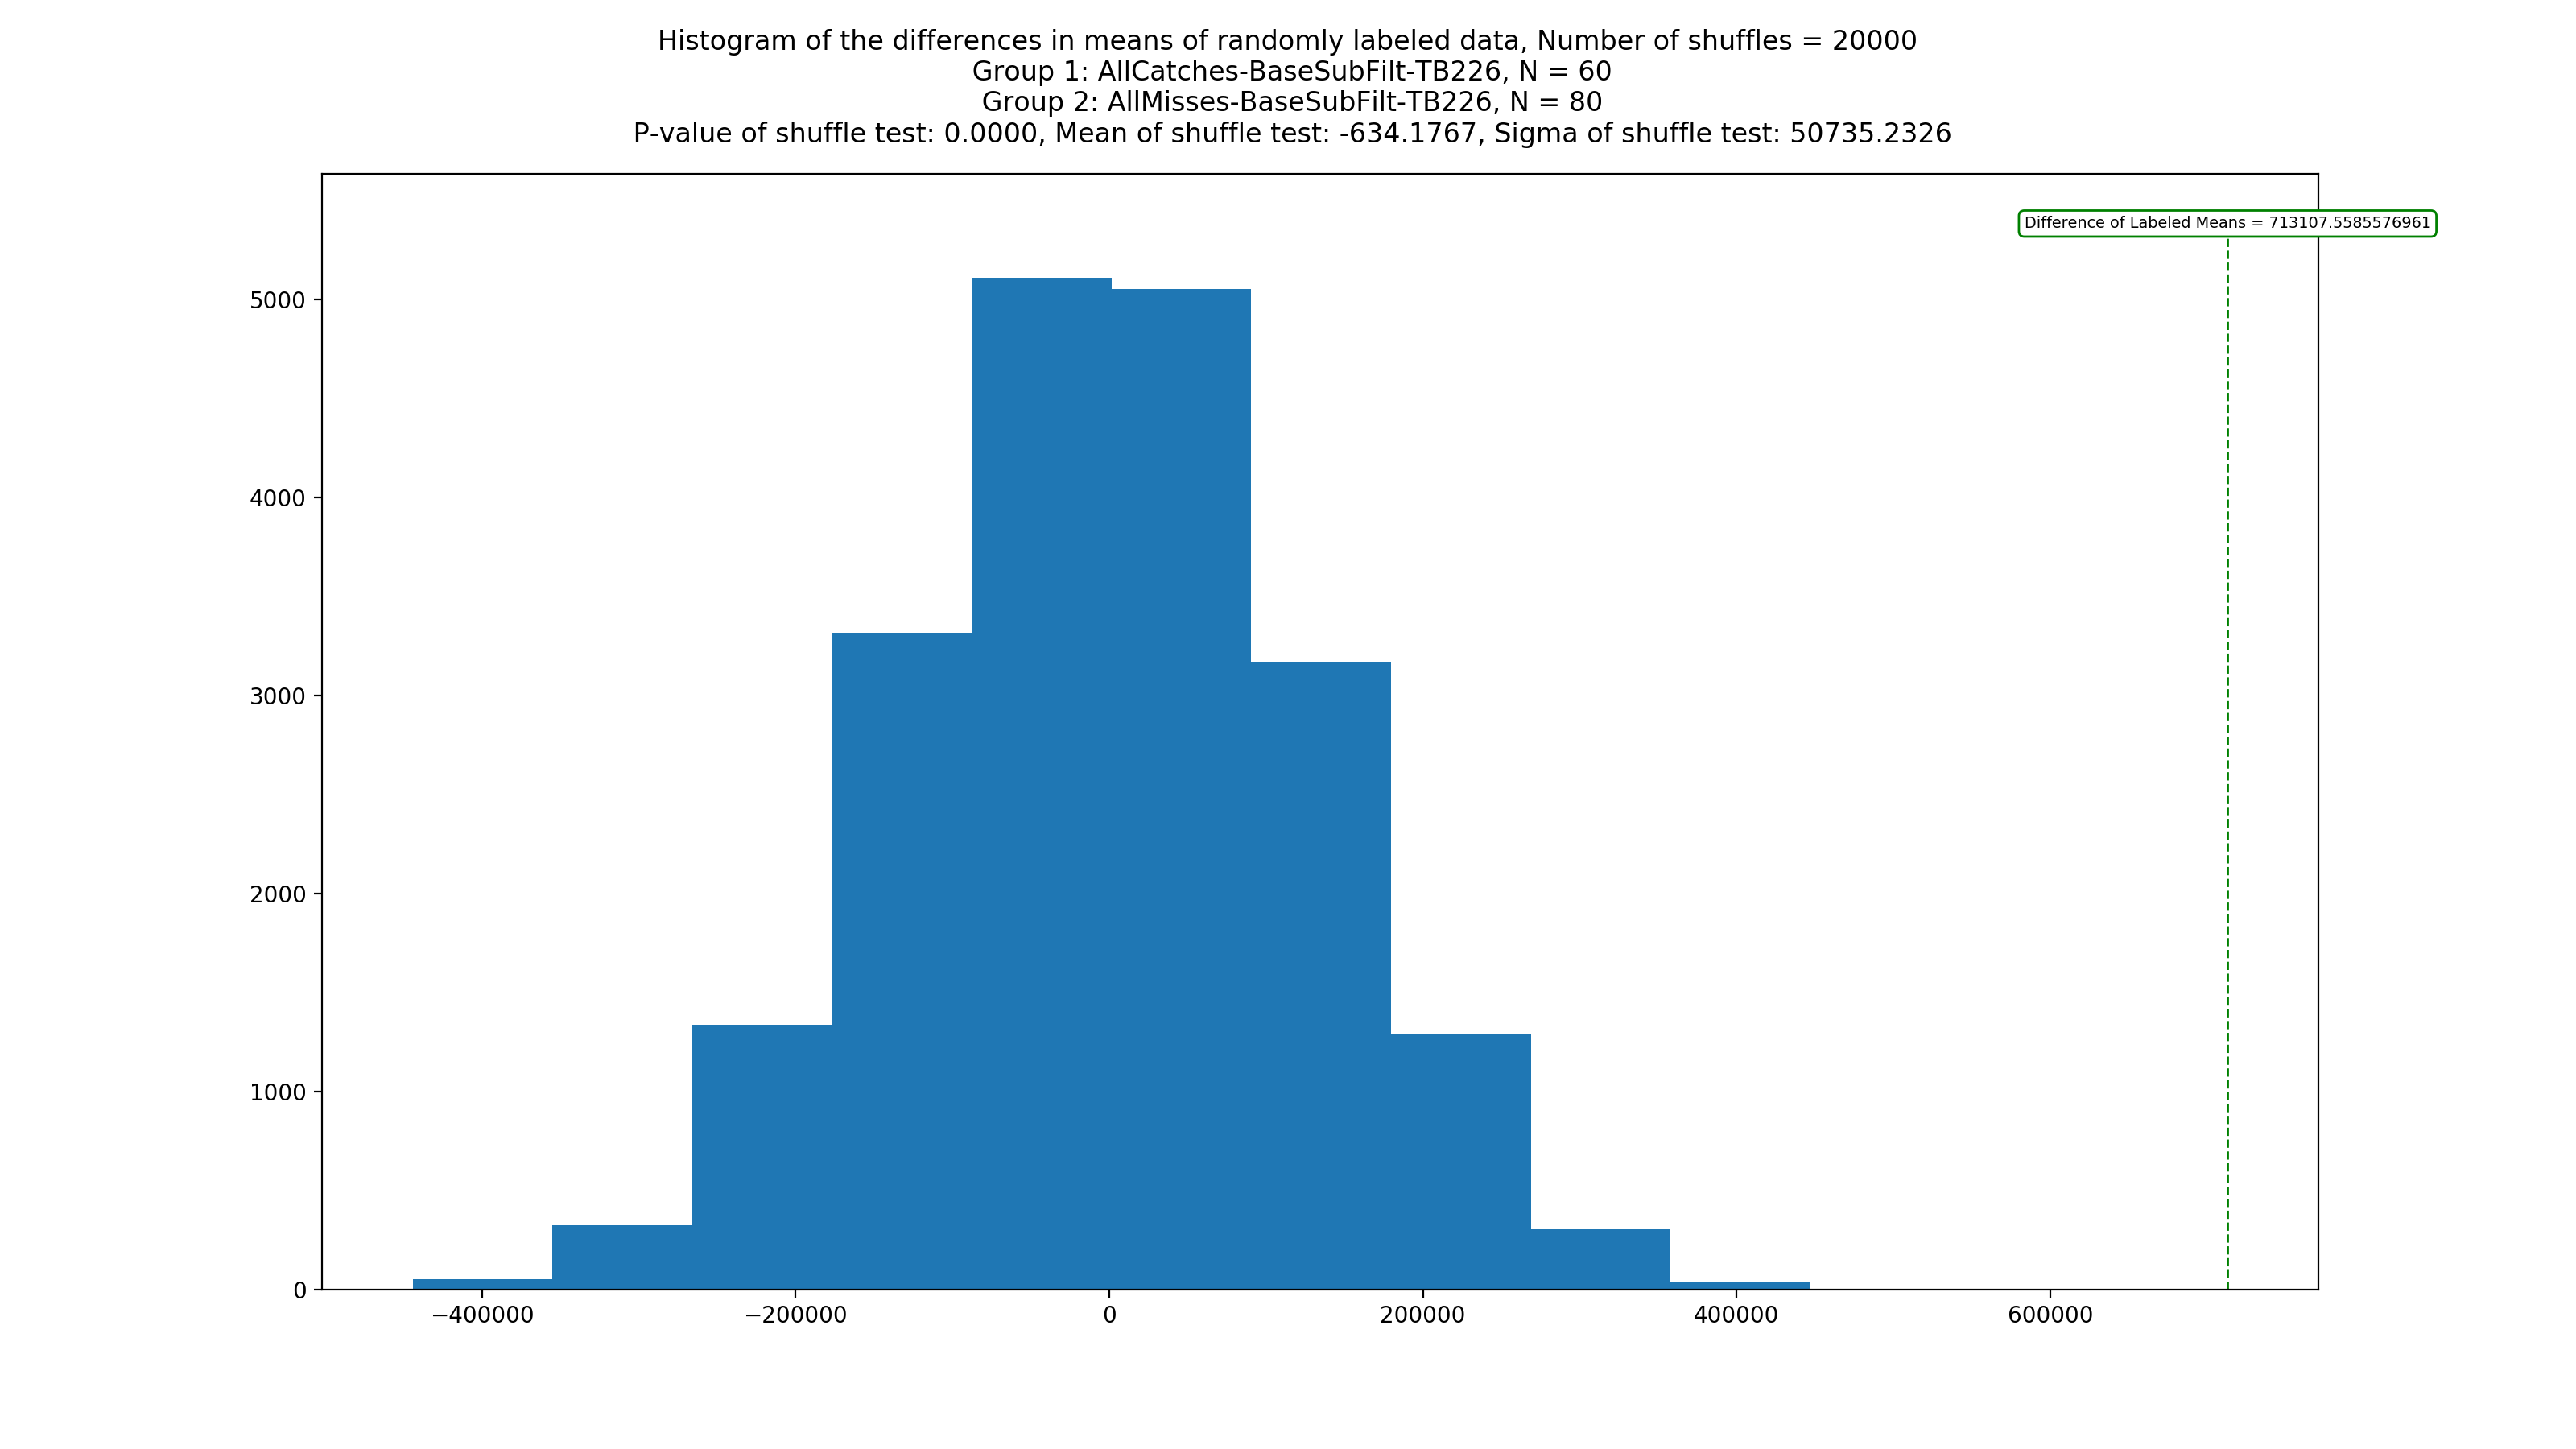 Histogram of the differences in means of randomly labeled data, Number of shuffles = 20000
Group 1: AllCatches-BaseSubFilt-TB226, N = 60
Group 2: AllMisses-BaseSubFilt-TB226, N = 80
P-value of shuffle test: 0.0000, Mean of shuffle test: -634.1767, Sigma of shuffle test: 50735.2326
Difference of Labeled Means = 713107.5585576961
5000
4000
3000
2000
1000
0
−400000 −200000 0 200000 400000 600000